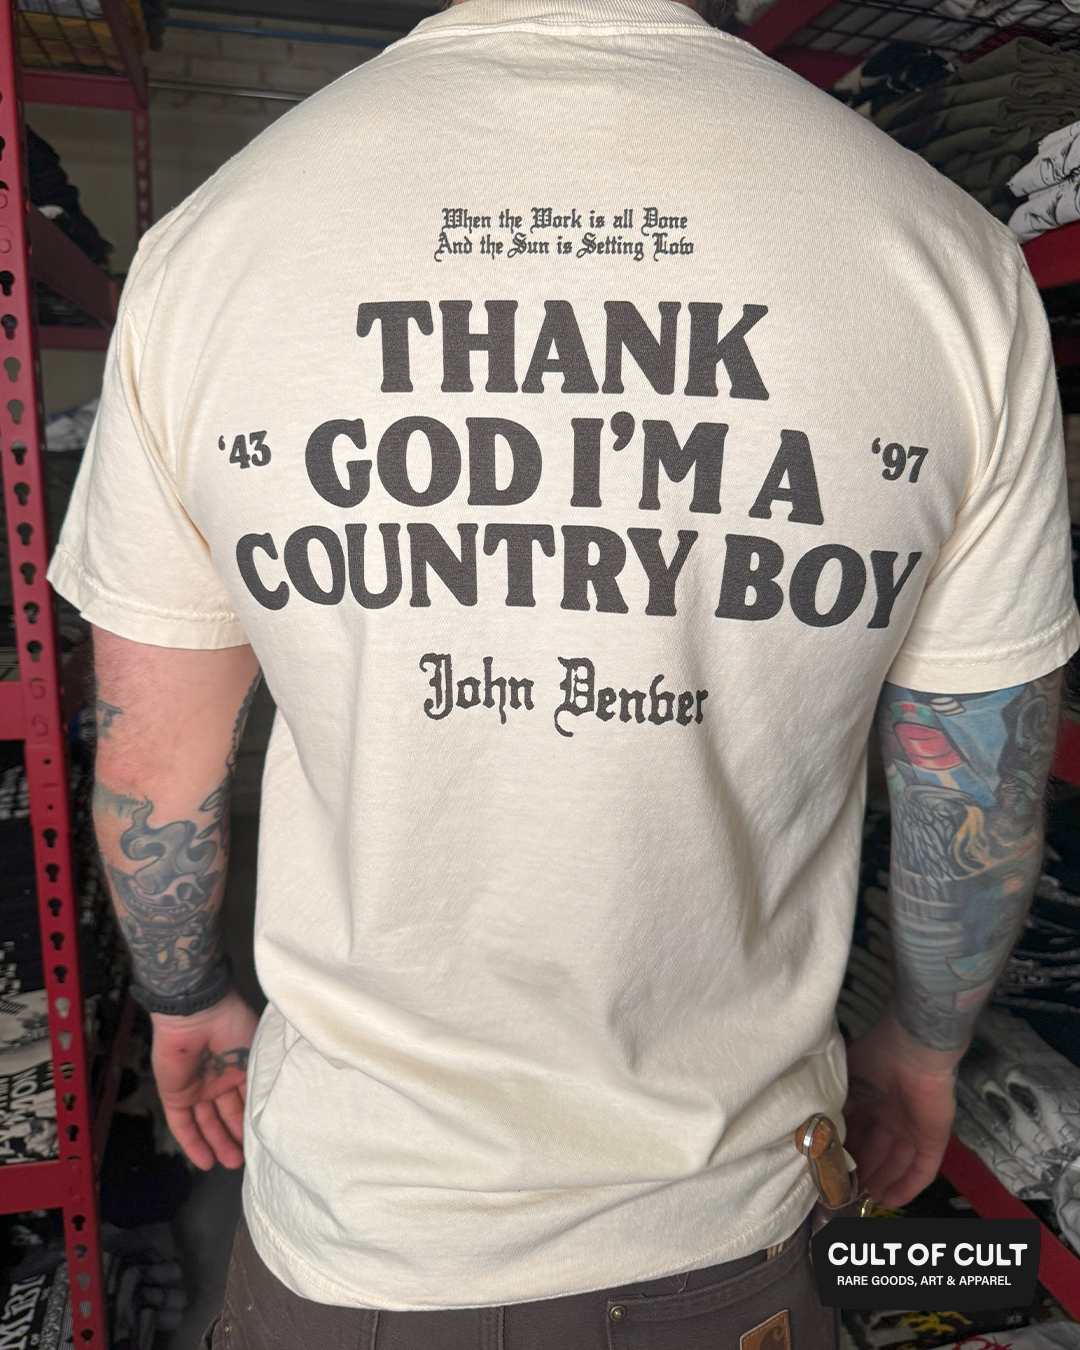 When the Work is all Done
And the Sun is Setting Low
THANK
‘43 GOD I’M A ‘97
COUNTRY BOY
John Denver
CULT OF CULT
RARE GOODS, ART & APPAREL